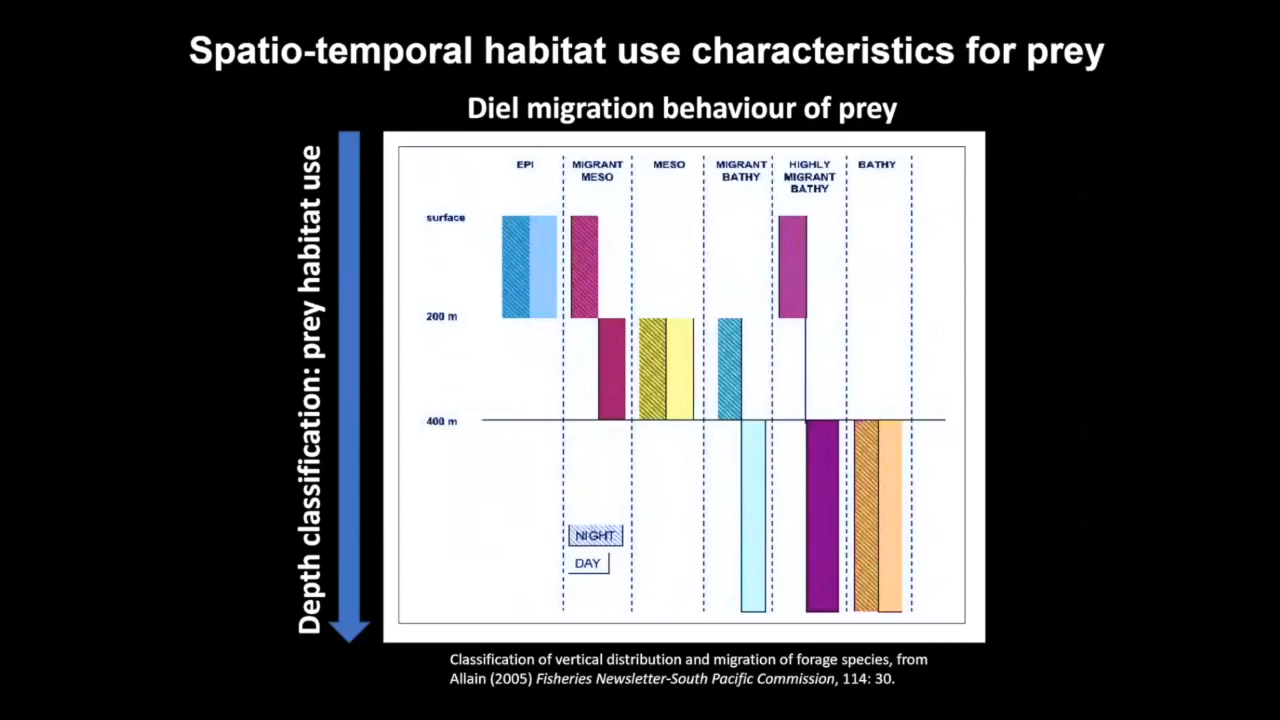 Spatio-temporal habitat use characteristics for prey
Diel migration behaviour of prey
Depth classification: prey habitat use
EPI
MIGRANT
MESO
MESO
MIGRANT
BATHY
HIGHLY
MIGRANT
BATHY
BATHY
surface
200 m
400 m
NIGHT
DAY
Classification of vertical distribution and migration of forage species, from
Allain (2005) Fisheries Newsletter-South Pacific Commission, 114: 30.